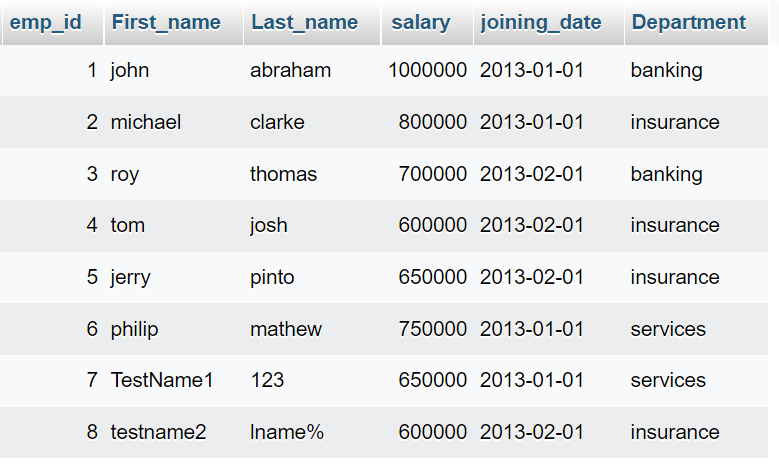 emp_id First_name Last_name salary joining_date Department
1 john abraham 1000000 2013-01-01 banking
2 michael clarke 800000 2013-01-01 insurance
3 roy thomas 700000 2013-02-01 banking
4 tom josh 600000 2013-02-01 insurance
5 jerry pinto 650000 2013-02-01 insurance
6 philip mathew 750000 2013-01-01 services
7 TestName1 123 650000 2013-01-01 services
8 testname2 lname% 600000 2013-02-01 insurance